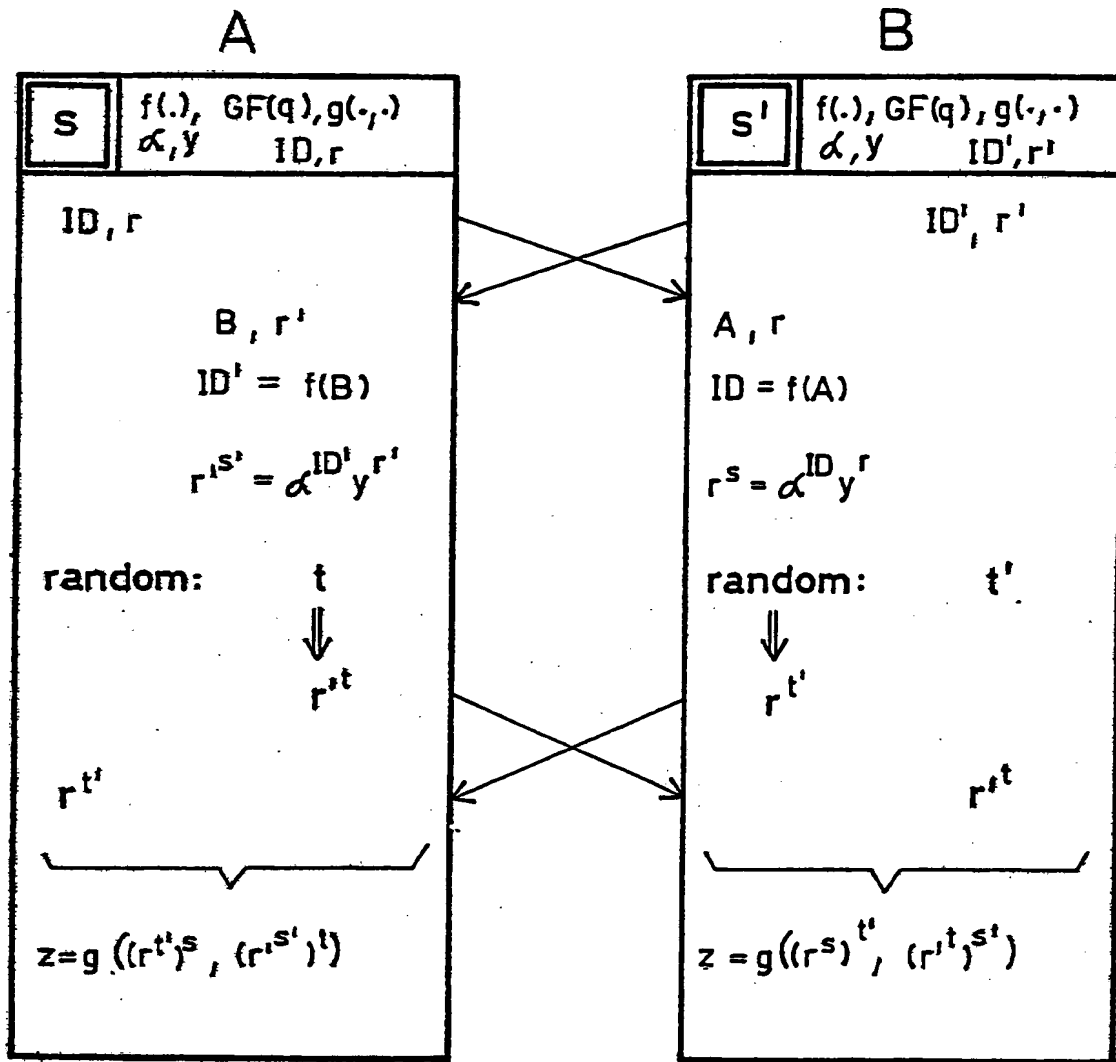 A
s
f(.), GF(q), g(.,.)
α, y ID, r
ID, r
B, r'
ID' = f(B)
r'^s' = α^ID' y^r'
random: t
⇓
r'^t
r^t'
z=g((r^t')^s, (r'^s')^t)
B
s'
f(.), GF(q), g(.,.)
α, y ID', r'
ID', r'
A, r
ID = f(A)
r^s = α^ID y^r
random: t'
⇓
r^t'
r'^t
z = g((r^s)^t', (r'^t)^s')